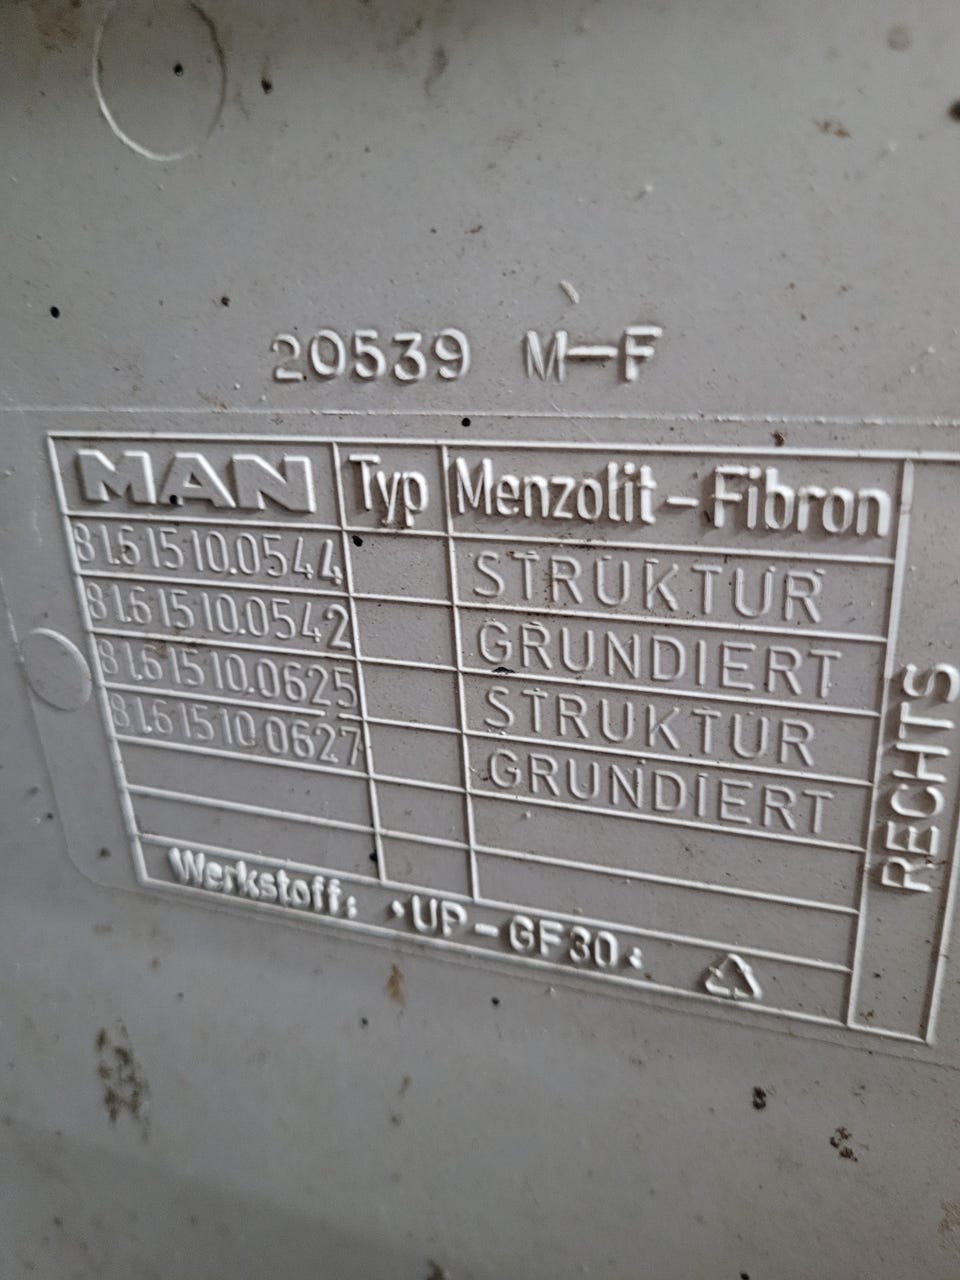 20539 M-F
MAN Typ Menzolit-Fibron
81.61510.0544 STRUKTUR
81.61510.0542 GRUNDIERT
81.61510.0625 STRUKTUR
81.61510.0627 GRUNDIERT
Werkstoff: >UP-GF30<
RECHTS